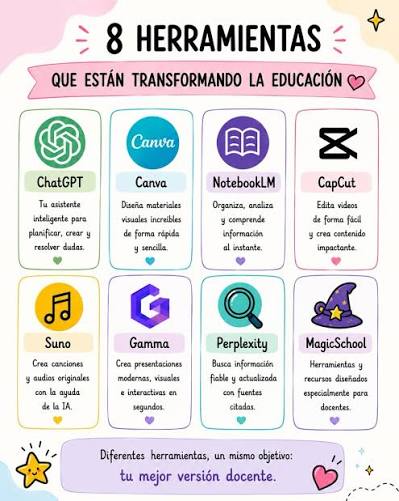 8 HERRAMIENTAS
QUE ESTÁN TRANSFORMANDO LA EDUCACIÓN
ChatGPT
Tu asistente
inteligente para
planificar, crear y
resolver dudas.
Canva
Canva
Diseña materiales
visuales increíbles
de forma rápida
y sencilla.
NotebookLM
Organiza, analiza
y comprende
información
al instante.
CapCut
Edita videos
de forma fácil
y crea contenido
impactante.
Suno
Crea canciones
y audios originales
con la ayuda
de la IA.
Gamma
Crea presentaciones
modernas, visuales
e interactivas en
segundos.
Perplexity
Busca información
fiable y actualizada
con fuentes
citadas.
MagicSchool
Herramientas y
recursos diseñados
especialmente para
docentes.
Diferentes herramientas, un mismo objetivo:
tu mejor versión docente.